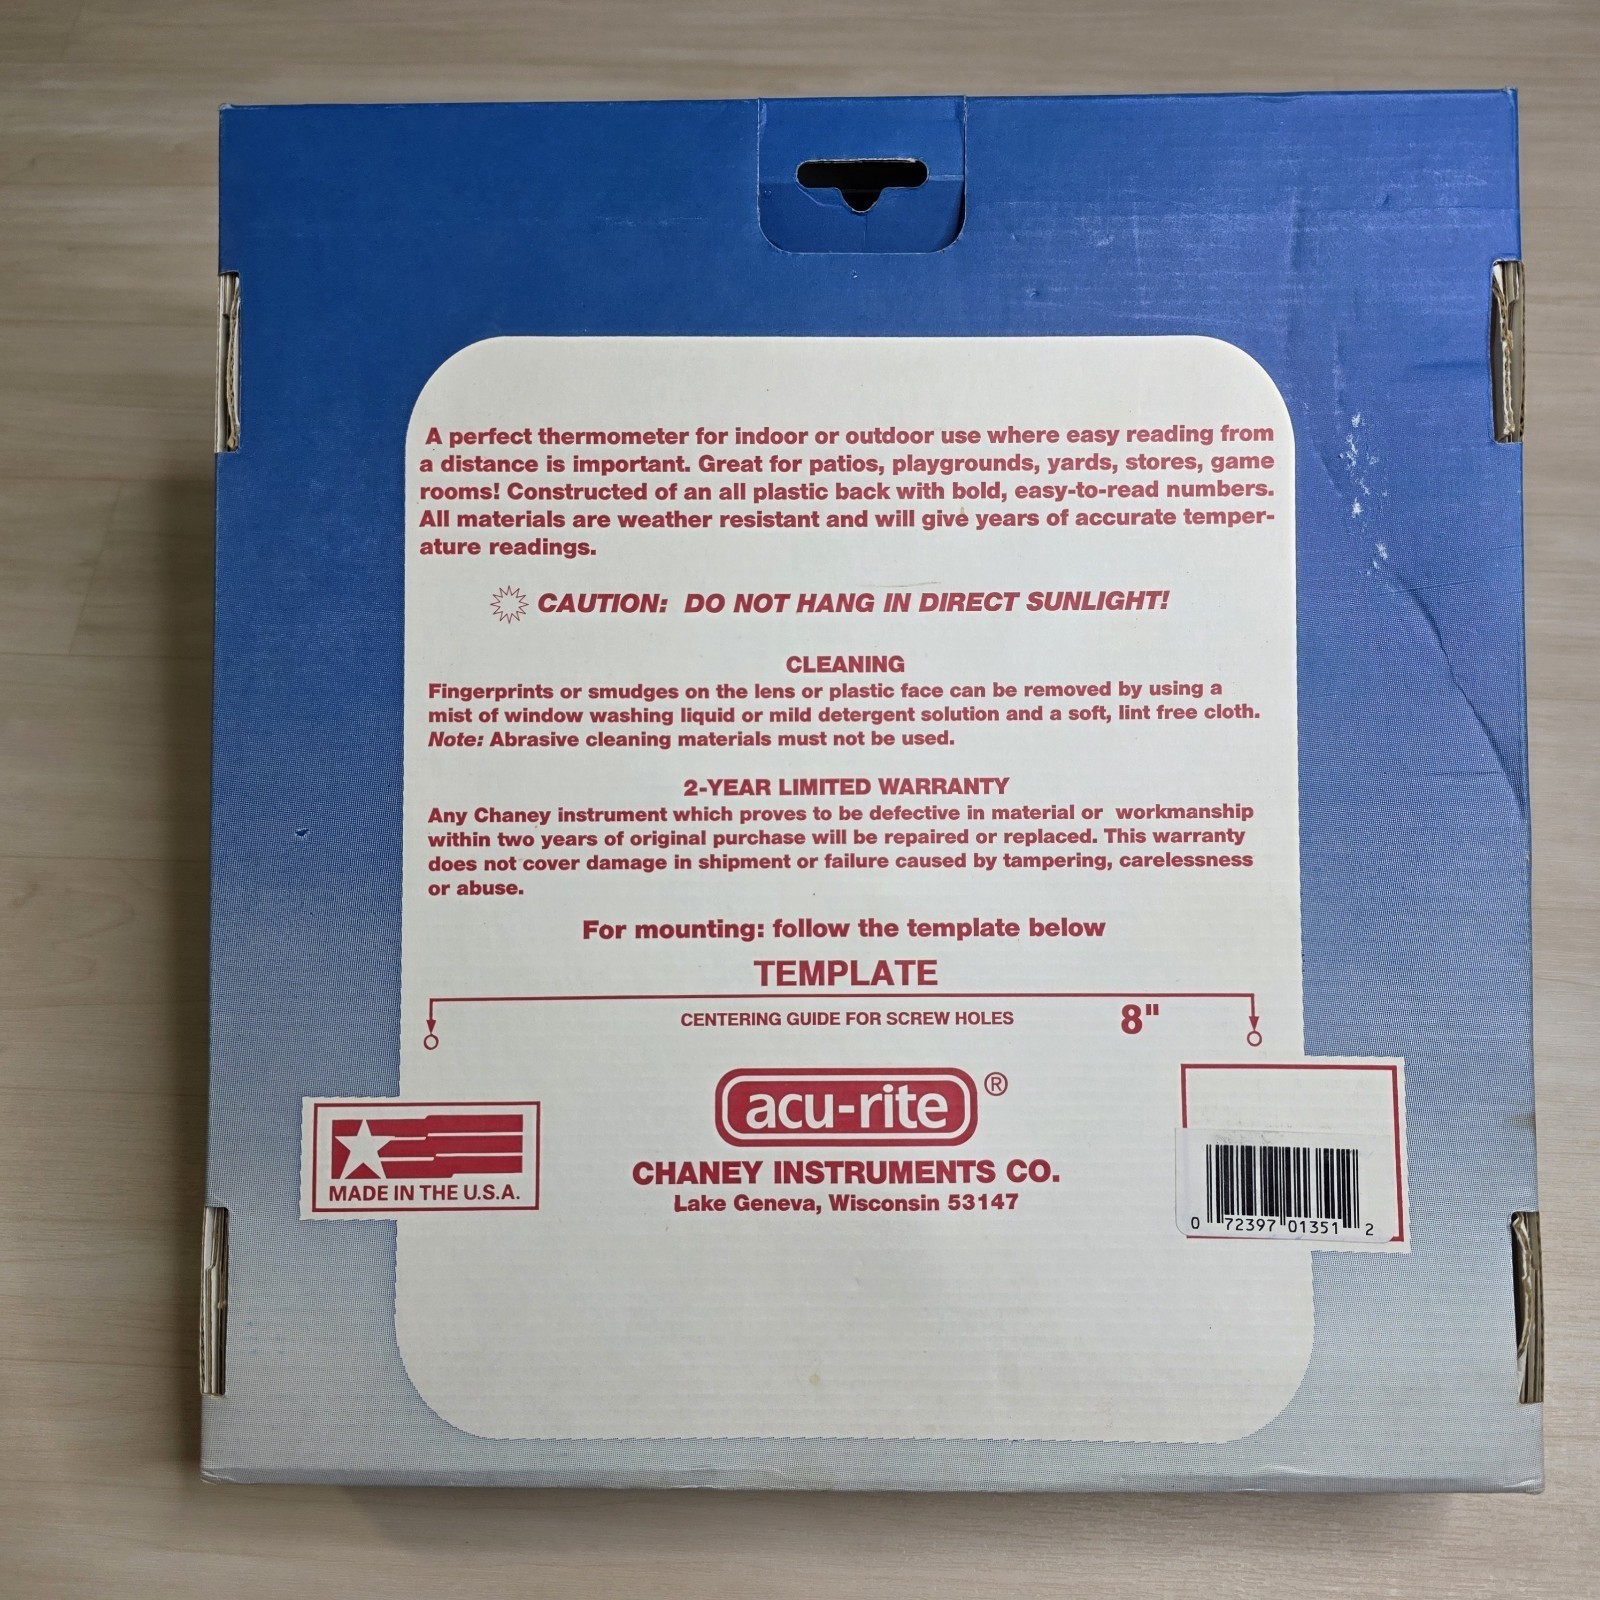 A perfect thermometer for indoor or outdoor use where easy reading from
a distance is important. Great for patios, playgrounds, yards, stores, game
rooms! Constructed of an all plastic back with bold, easy-to-read numbers.
All materials are weather resistant and will give years of accurate temper-
ature readings.
CAUTION: DO NOT HANG IN DIRECT SUNLIGHT!
CLEANING
Fingerprints or smudges on the lens or plastic face can be removed by using a
mist of window washing liquid or mild detergent solution and a soft, lint free cloth.
Note: Abrasive cleaning materials must not be used.
2-YEAR LIMITED WARRANTY
Any Chaney instrument which proves to be defective in material or workmanship
within two years of original purchase will be repaired or replaced. This warranty
does not cover damage in shipment or failure caused by tampering, carelessness
or abuse.
For mounting: follow the template below
TEMPLATE
CENTERING GUIDE FOR SCREW HOLES 8"
acu-rite®
CHANEY INSTRUMENTS CO.
Lake Geneva, Wisconsin 53147
MADE IN THE U.S.A.
0 72397 01351 2